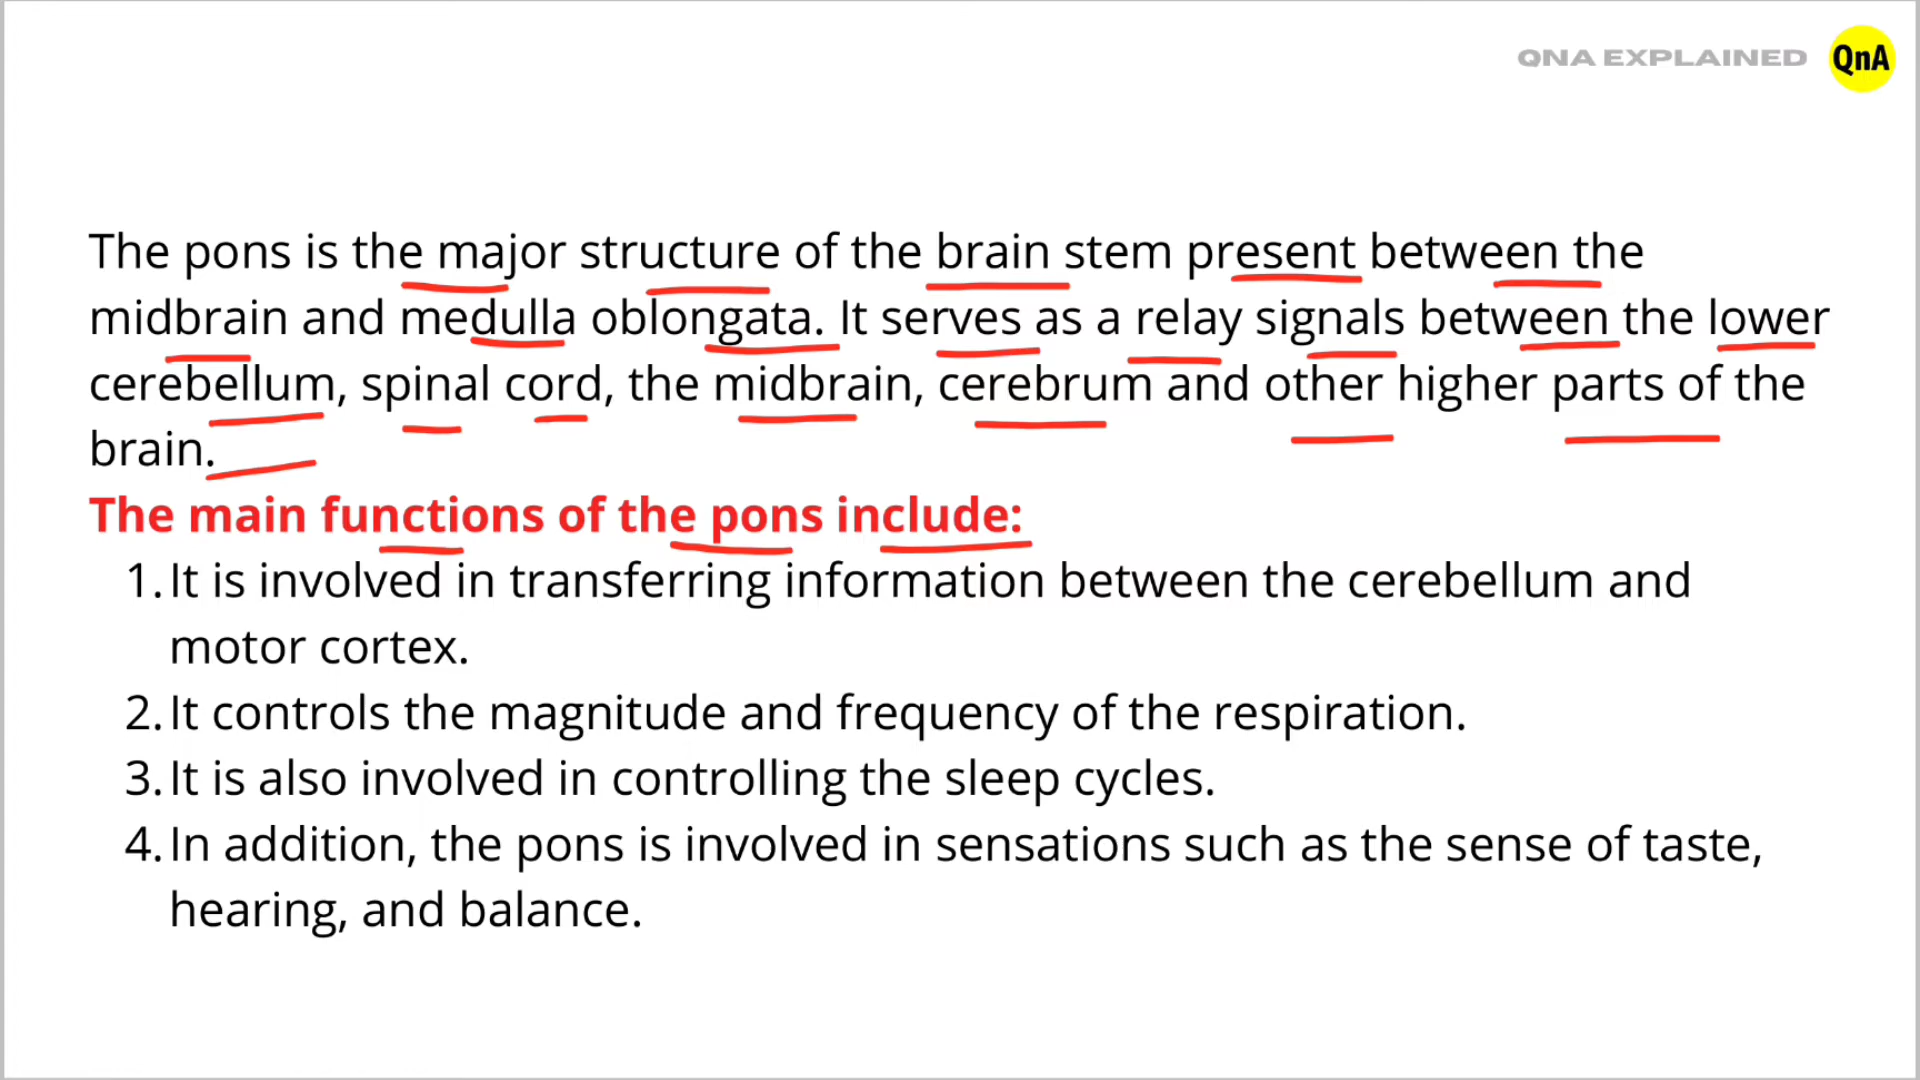 QNA EXPLAINED QnA
The pons is the major structure of the brain stem present between the
midbrain and medulla oblongata. It serves as a relay signals between the lower
cerebellum, spinal cord, the midbrain, cerebrum and other higher parts of the
brain.
The main functions of the pons include:
1. It is involved in transferring information between the cerebellum and
motor cortex.
2. It controls the magnitude and frequency of the respiration.
3. It is also involved in controlling the sleep cycles.
4. In addition, the pons is involved in sensations such as the sense of taste,
hearing, and balance.